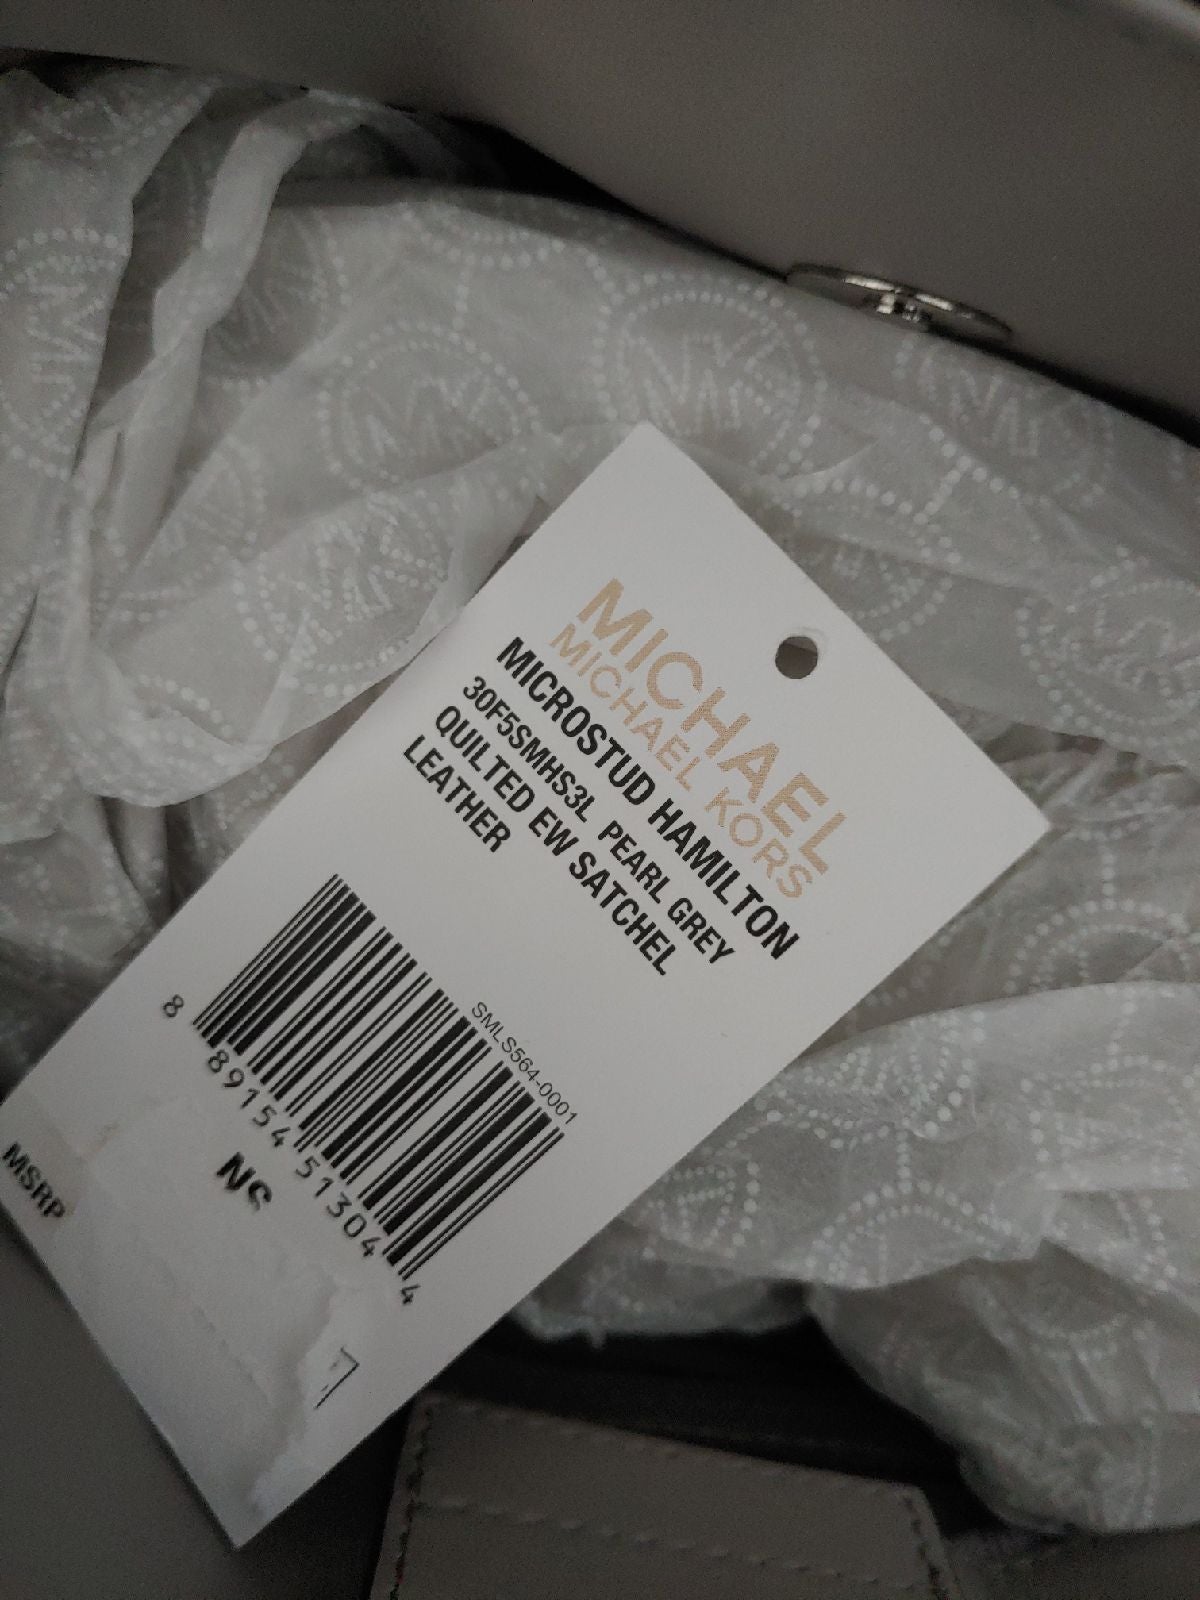 MICHAEL
MICHAEL KORS
MICROSTUD HAMILTON
30F5SMHS3L PEARL GREY
QUILTED EW SATCHEL
LEATHER
SMLS564-0001
8 89154 51304 4
NS
MSRP